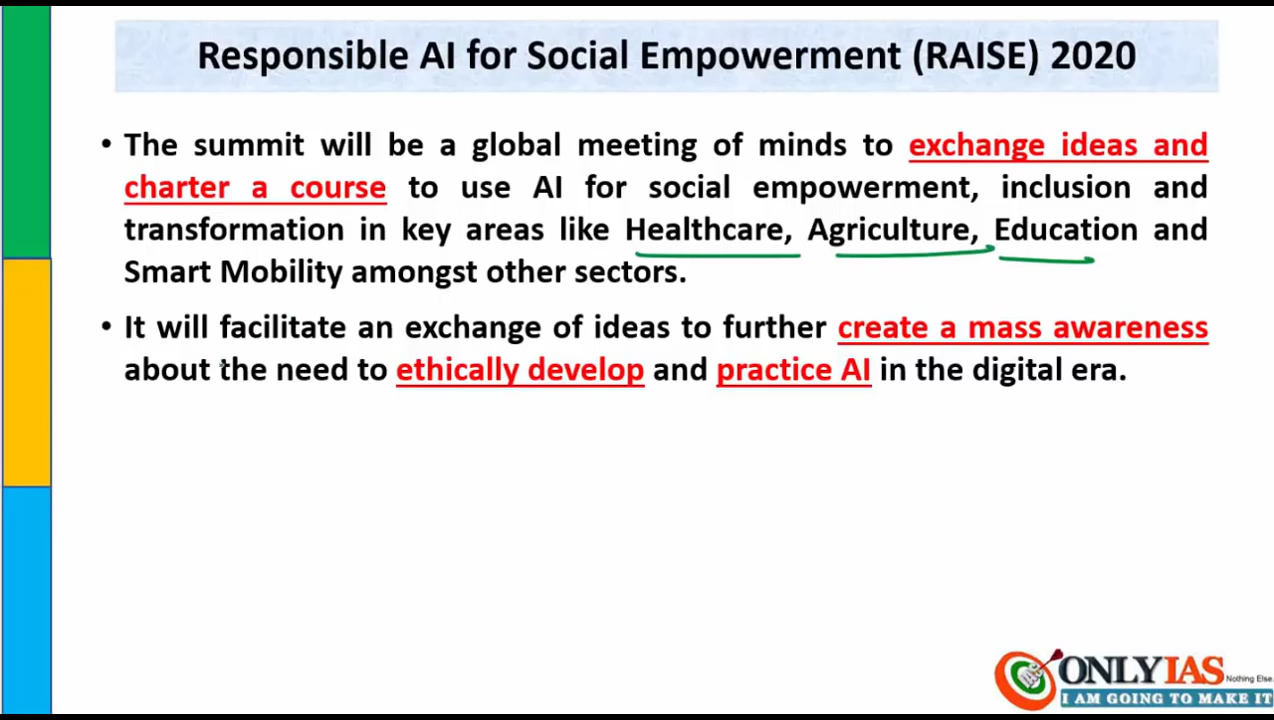 Responsible AI for Social Empowerment (RAISE) 2020
• The summit will be a global meeting of minds to exchange ideas and
charter a course to use AI for social empowerment, inclusion and
transformation in key areas like Healthcare, Agriculture, Education and
Smart Mobility amongst other sectors.
• It will facilitate an exchange of ideas to further create a mass awareness
about the need to ethically develop and practice AI in the digital era.
ONLYIAS
Nothing Else.
I AM GOING TO MAKE IT